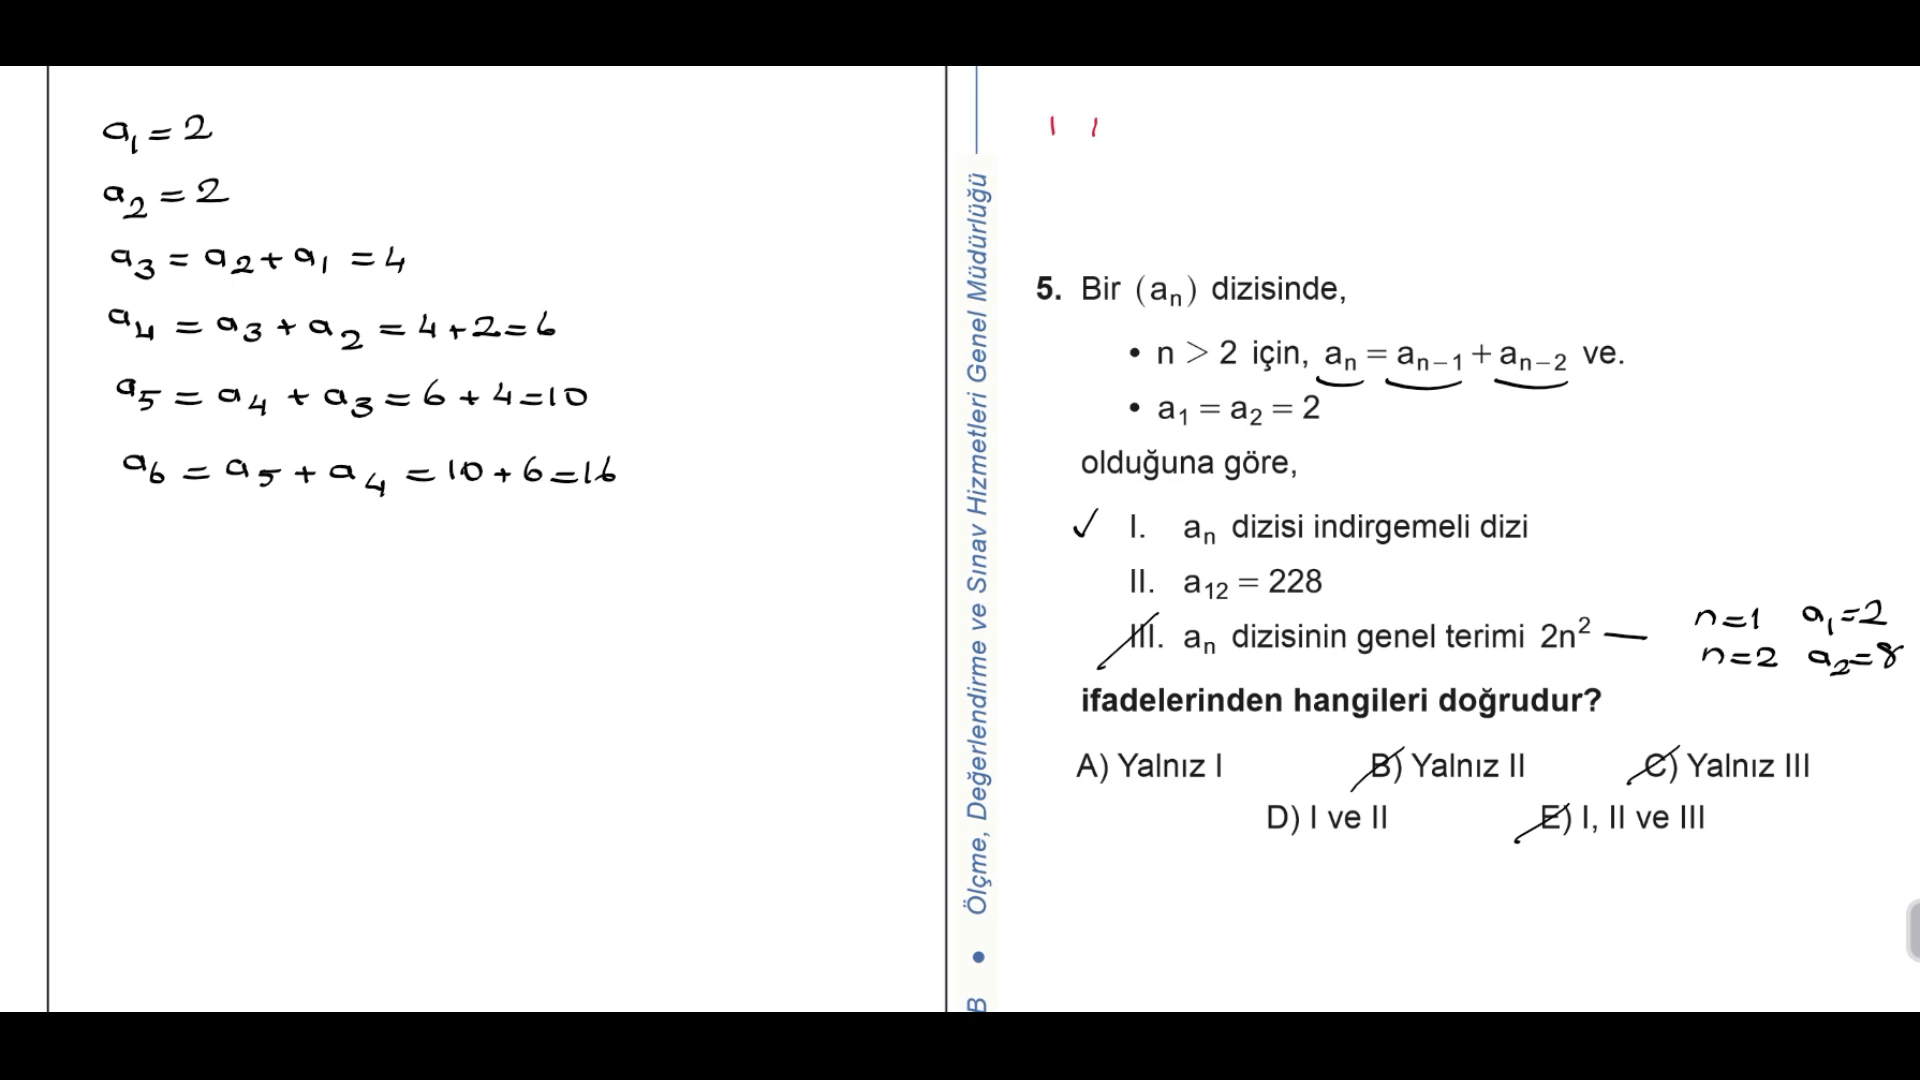 a₁ = 2
a₂ = 2
a₃ = a₂ + a₁ = 4
a₄ = a₃ + a₂ = 4 + 2 = 6
a₅ = a₄ + a₃ = 6 + 4 = 10
a₆ = a₅ + a₄ = 10 + 6 = 16
B • Ölçme, Değerlendirme ve Sınav Hizmetleri Genel Müdürlüğü
5. Bir (aₙ) dizisinde,
• n > 2 için, aₙ = aₙ₋₁ + aₙ₋₂ ve.
• a₁ = a₂ = 2
olduğuna göre,
✓ I. aₙ dizisi indirgemeli dizi
II. a₁₂ = 228
III. aₙ dizisinin genel terimi 2n² —
n=1 a₁=2
n=2 a₂=8
ifadelerinden hangileri doğrudur?
A) Yalnız I B) Yalnız II C) Yalnız III
D) I ve II E) I, II ve III